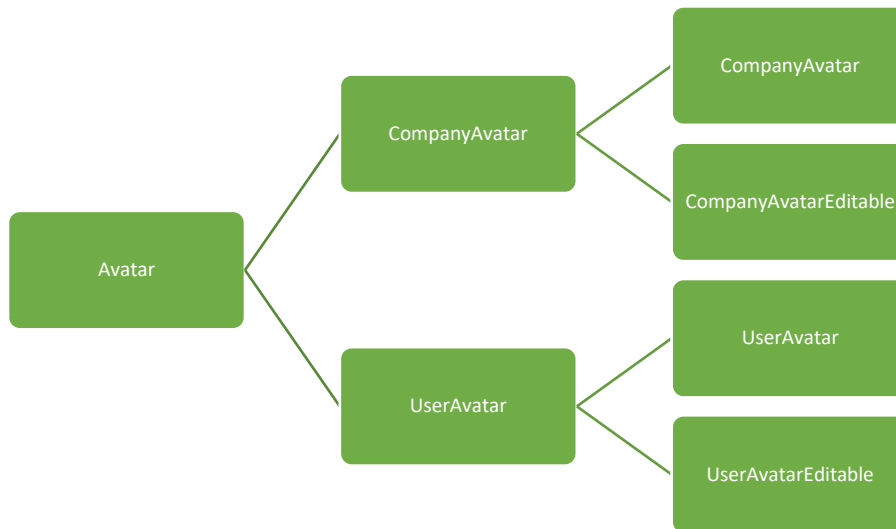 Avatar
CompanyAvatar
CompanyAvatar
CompanyAvatarEditable
UserAvatar
UserAvatar
UserAvatarEditable